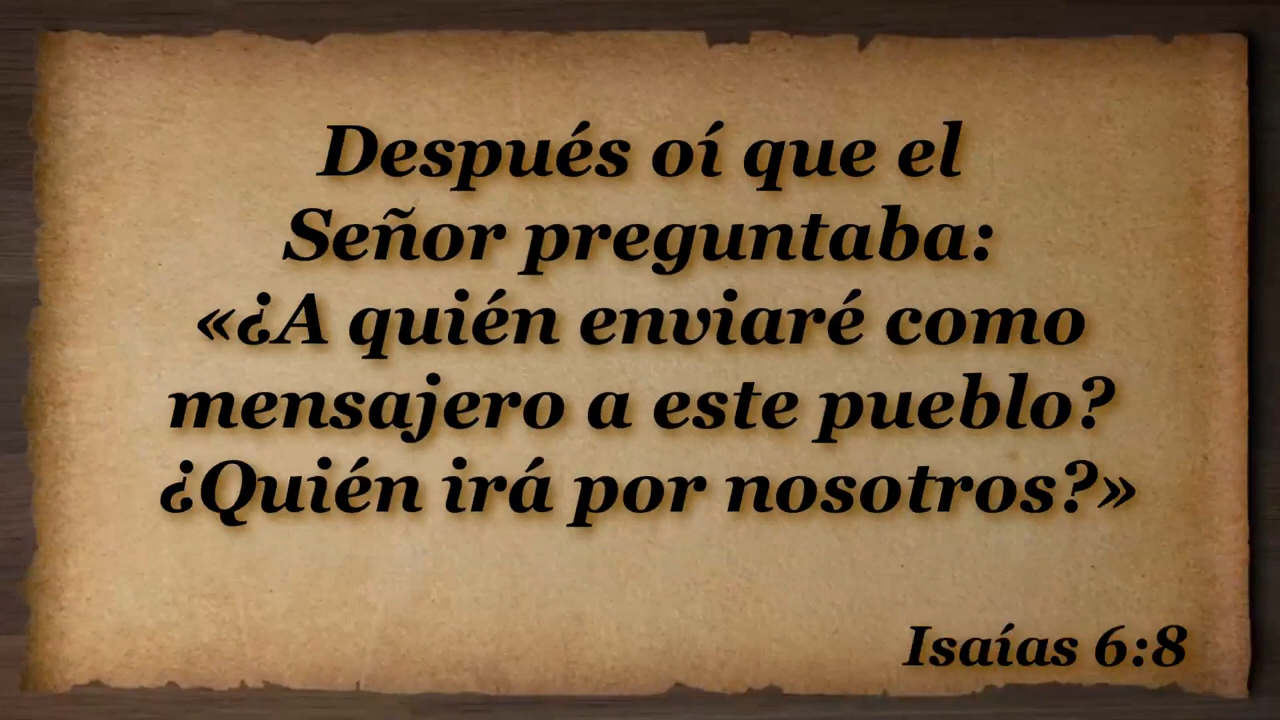 Después oí que el
Señor preguntaba:
«¿A quién enviaré como
mensajero a este pueblo?
¿Quién irá por nosotros?»
Isaías 6:8